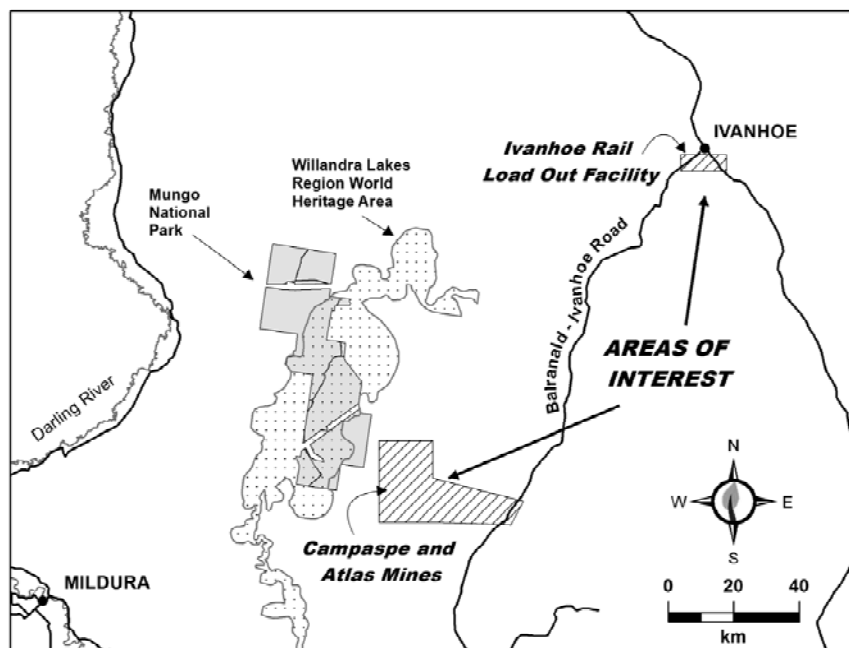 IVANHOE
Ivanhoe Rail
Load Out Facility
Willandra Lakes
Region World
Heritage Area
Mungo
National
Park
Balranald - Ivanhoe Road
AREAS OF
INTEREST
Darling River
N
W
E
S
Campaspe and
Atlas Mines
MILDURA
0 20 40
km